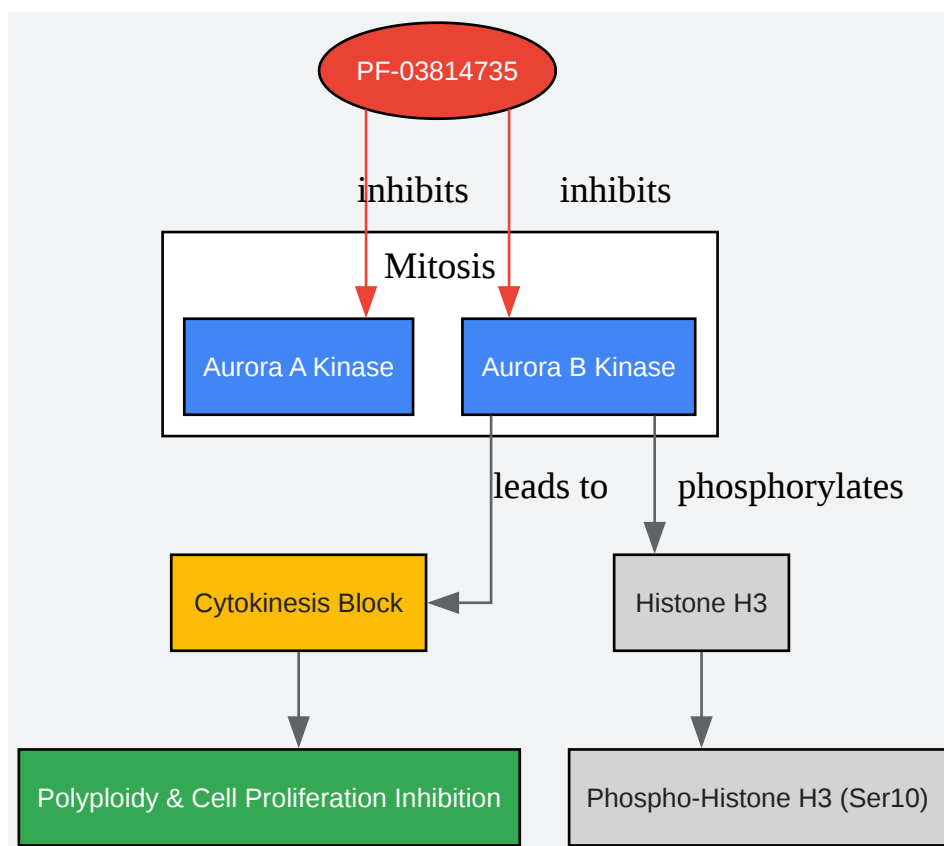 PF-03814735
inhibits
inhibits
Mitosis
Aurora A Kinase
Aurora B Kinase
leads to
phosphorylates
Cytokinesis Block
Histone H3
Polyploidy & Cell Proliferation Inhibition
Phospho-Histone H3 (Ser10)